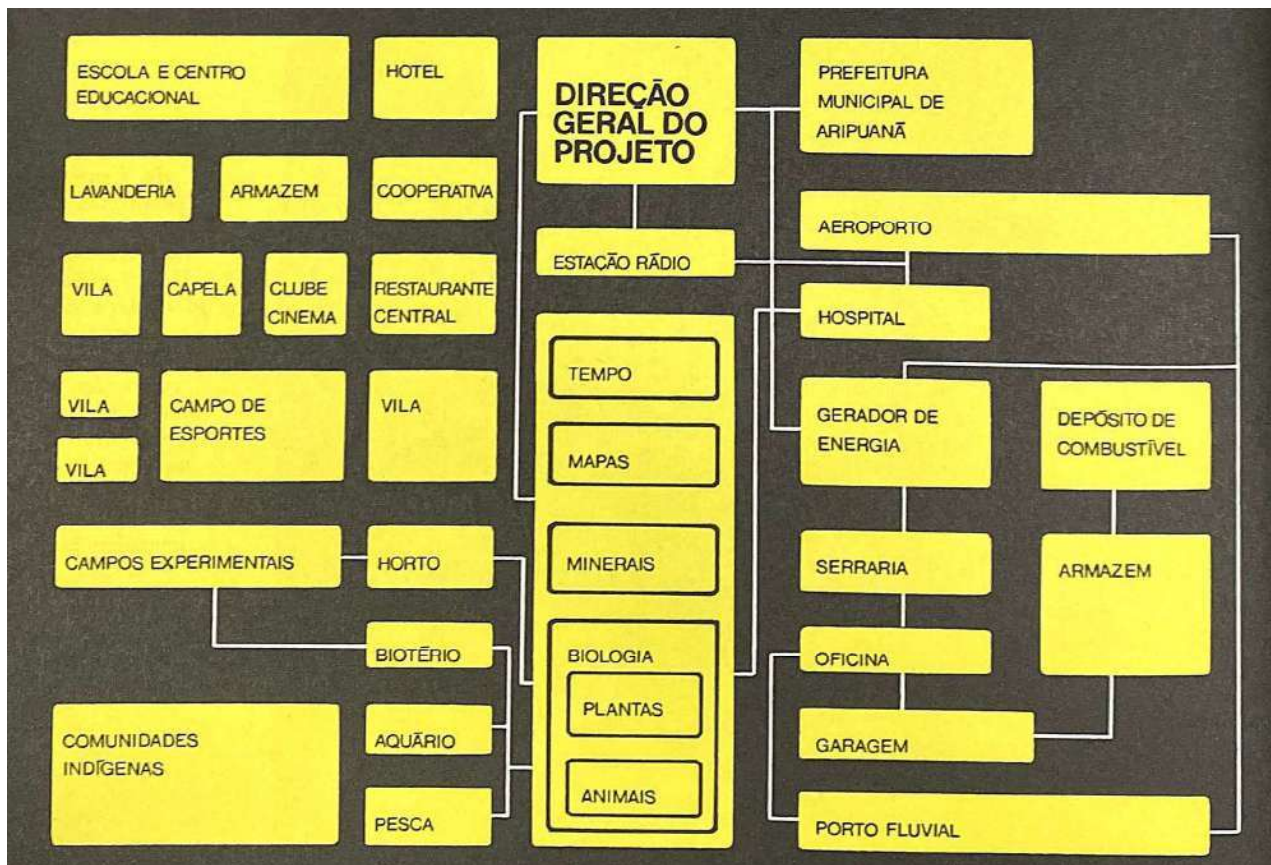 ESCOLA E CENTRO
EDUCACIONAL
HOTEL
LAVANDERIA
ARMAZEM
COOPERATIVA
VILA
CAPELA
CLUBE
CINEMA
RESTAURANTE
CENTRAL
VILA
VILA
CAMPO DE
ESPORTES
VILA
CAMPOS EXPERIMENTAIS
HORTO
BIOTÉRIO
COMUNIDADES
INDÍGENAS
AQUÁRIO
PESCA
DIREÇÃO
GERAL DO
PROJETO
ESTAÇÃO RÁDIO
TEMPO
MAPAS
MINERAIS
BIOLOGIA
PLANTAS
ANIMAIS
PREFEITURA
MUNICIPAL DE
ARIPUANÃ
AEROPORTO
HOSPITAL
GERADOR DE
ENERGIA
DEPÓSITO DE
COMBUSTÍVEL
SERRARIA
ARMAZEM
OFICINA
GARAGEM
PORTO FLUVIAL